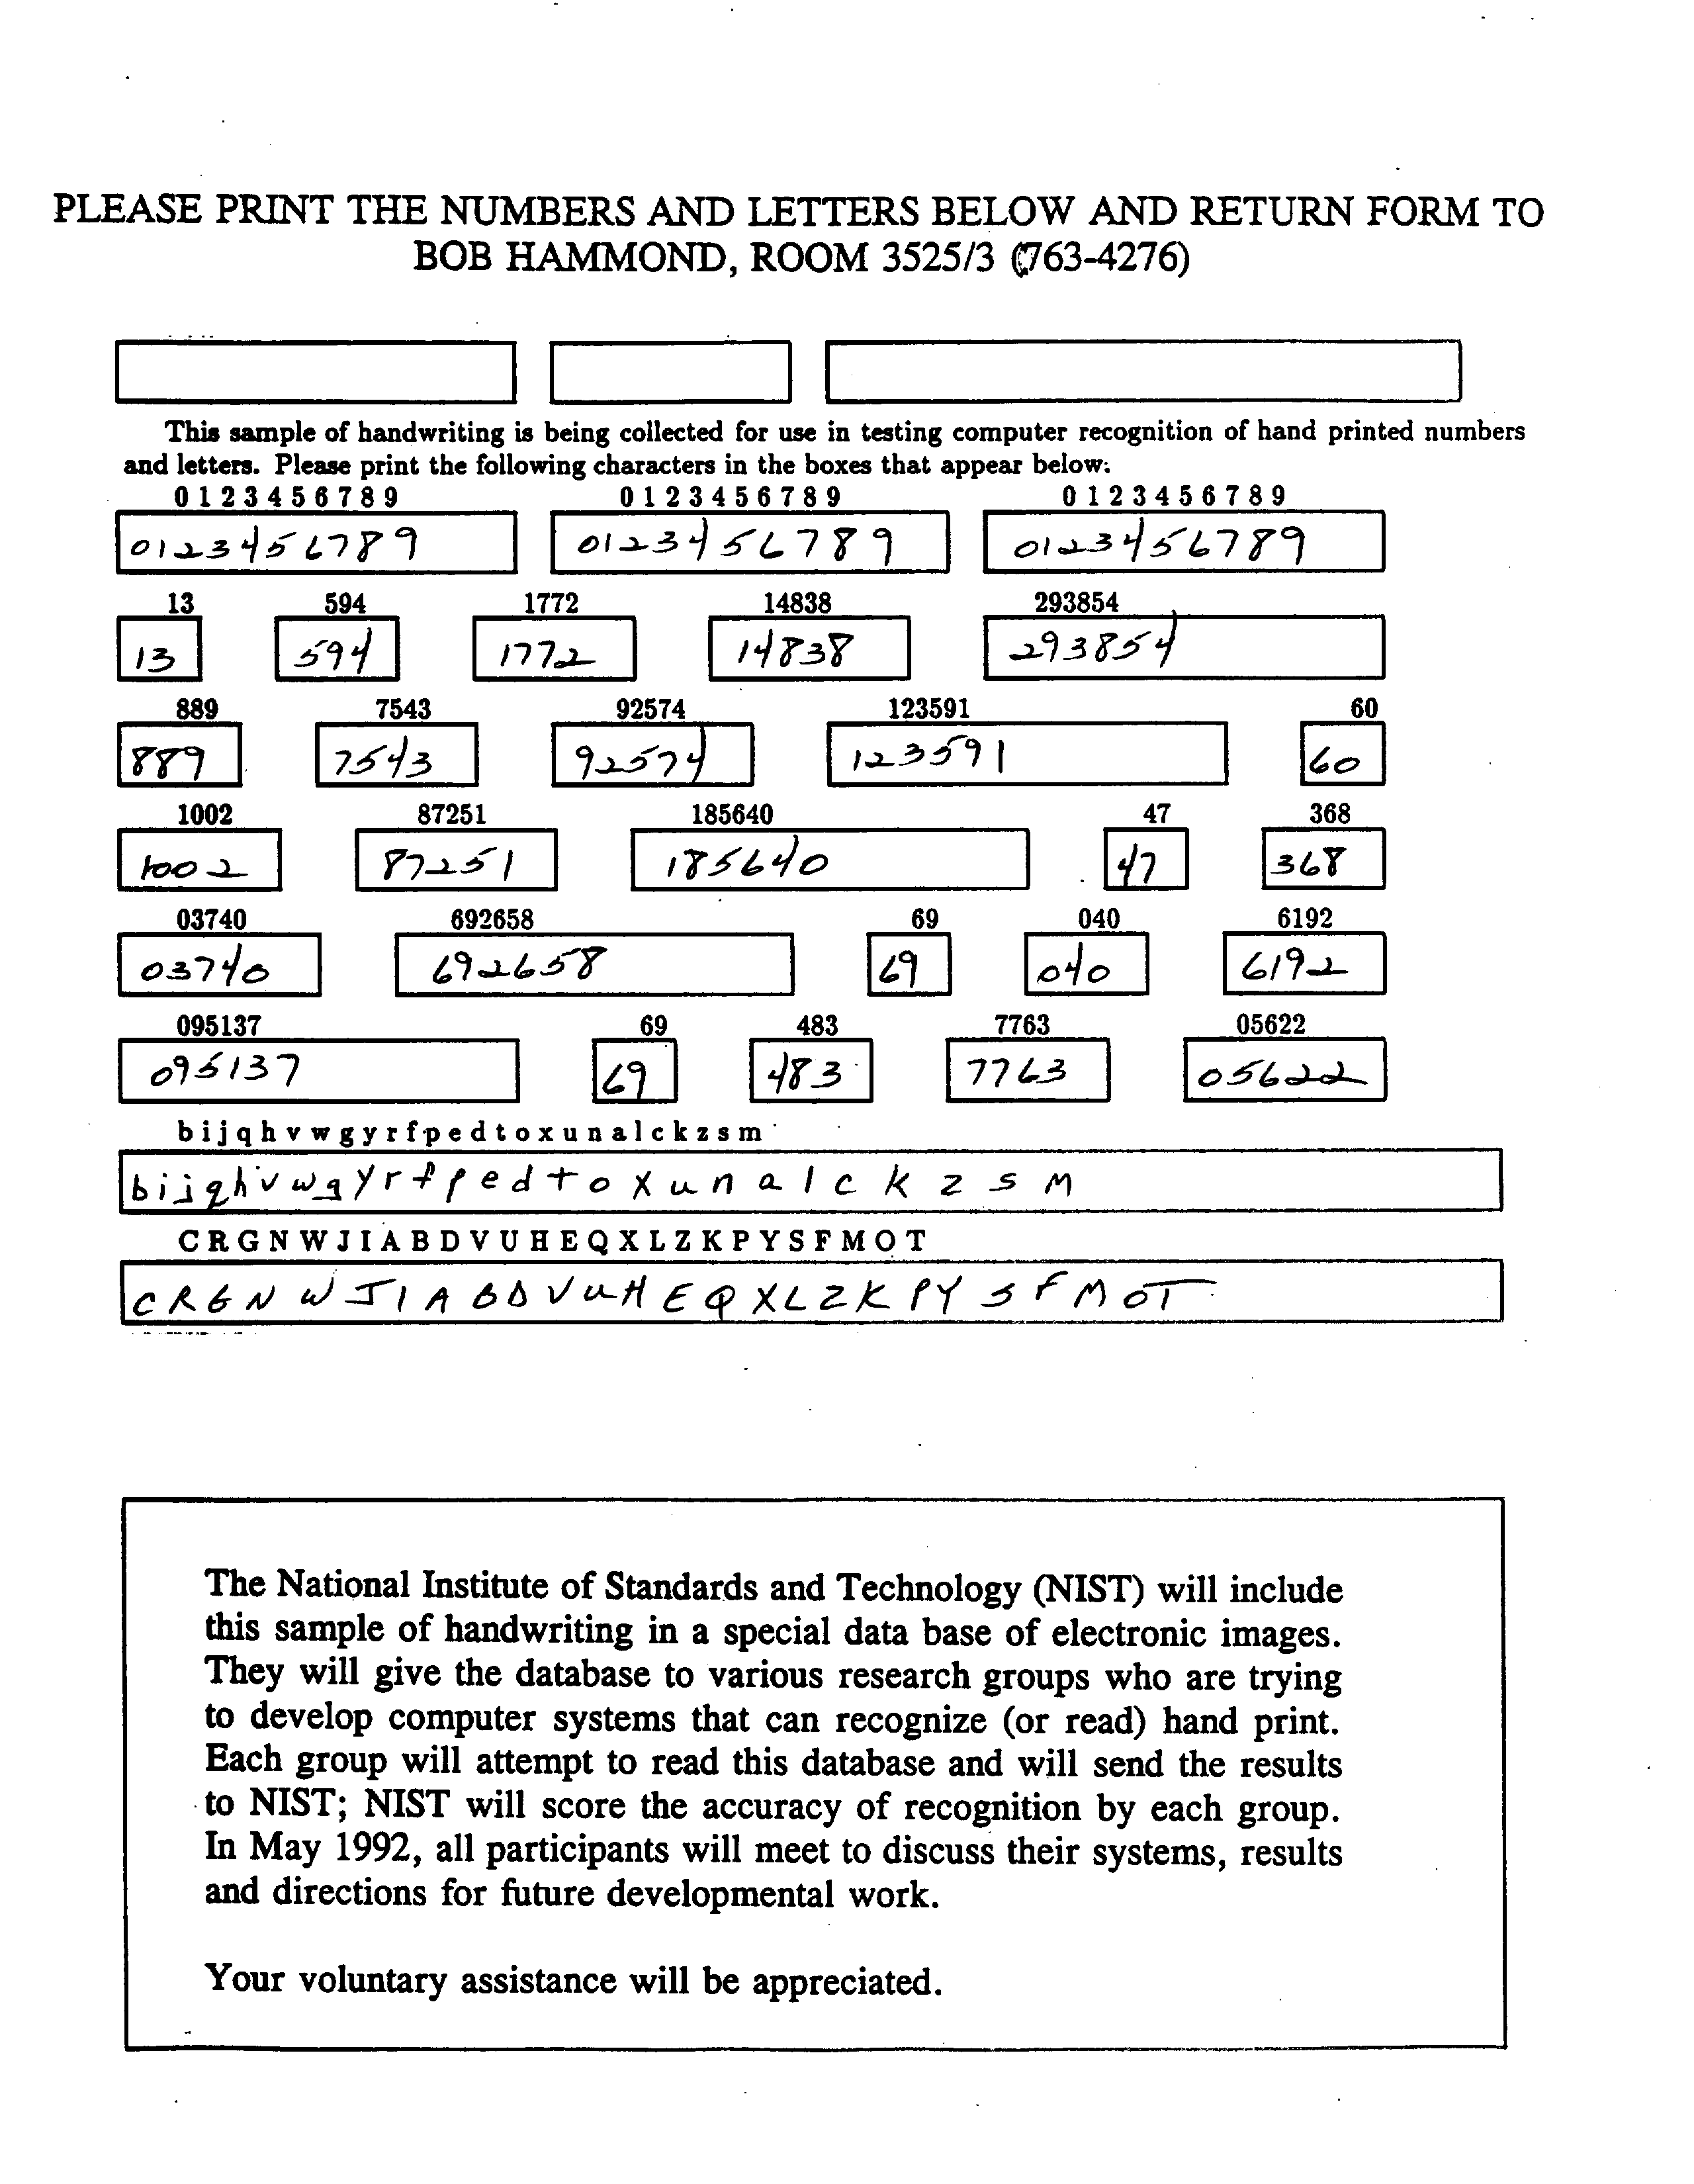 PLEASE PRINT THE NUMBERS AND LETTERS BELOW AND RETURN FORM TO
BOB HAMMOND, ROOM 3525/3 (763-4276)
This sample of handwriting is being collected for use in testing computer recognition of hand printed numbers
and letters. Please print the following characters in the boxes that appear below.
0 1 2 3 4 5 6 7 8 9 0 1 2 3 4 5 6 7 8 9 0 1 2 3 4 5 6 7 8 9
0123456789 0123456789 0123456789
13 594 1772 14838 293854
13 594 1772 14838 293854
889 7543 92574 123591 60
889 7543 92574 123591 60
1002 87251 185640 47 368
1002 87251 185640 47 368
03740 692658 69 040 6192
03740 692658 69 040 6192
095137 69 483 7763 05622
095137 69 483 7763 05622
b i j q h v w g y r f p e d t o x u n a l c k z s m
b i j q h v w g y r f p e d t o x u n a l c k z s m
C R G N W J I A B D V U H E Q X L Z K P Y S F M O T
C R G N W J I A B D V U H E Q X L Z K P Y S F M O T
The National Institute of Standards and Technology (NIST) will include
this sample of handwriting in a special data base of electronic images.
They will give the database to various research groups who are trying
to develop computer systems that can recognize (or read) hand print.
Each group will attempt to read this database and will send the results
to NIST; NIST will score the accuracy of recognition by each group.
In May 1992, all participants will meet to discuss their systems, results
and directions for future developmental work.
Your voluntary assistance will be appreciated.